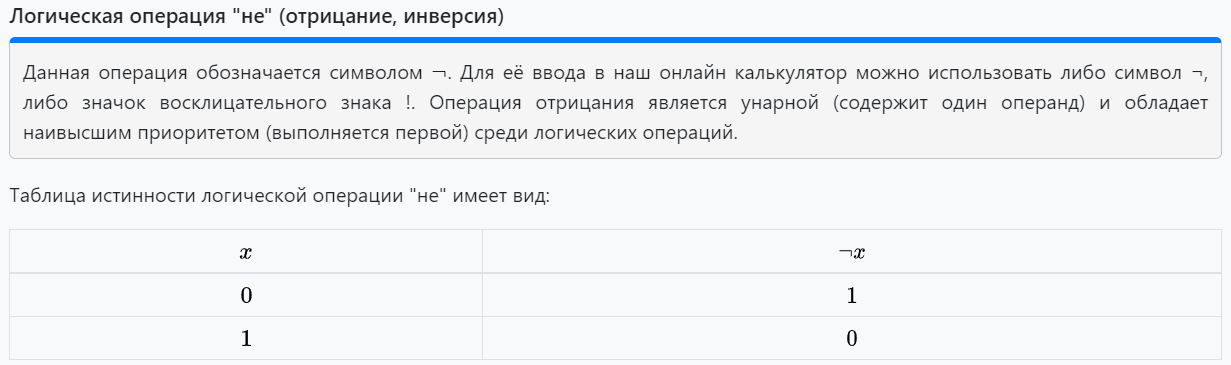 Логическая операция "не" (отрицание, инверсия)
Данная операция обозначается символом ¬. Для её ввода в наш онлайн калькулятор можно использовать либо символ ¬,
либо значок восклицательного знака !. Операция отрицания является унарной (содержит один операнд) и обладает
наивысшим приоритетом (выполняется первой) среди логических операций.
Таблица истинности логической операции "не" имеет вид:
x ¬x
0 1
1 0